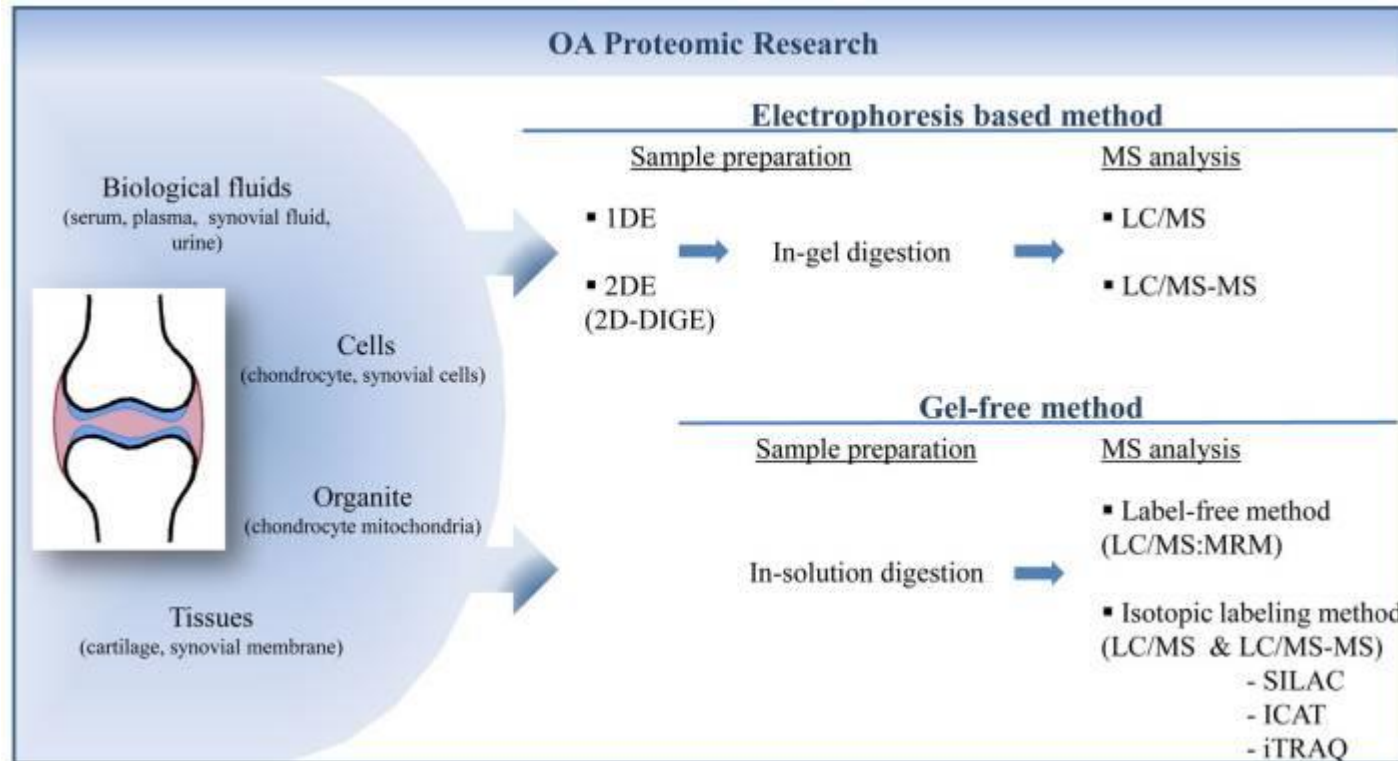 OA Proteomic Research
Biological fluids
(serum, plasma, synovial fluid,
urine)
Cells
(chondrocyte, synovial cells)
Organite
(chondrocyte mitochondria)
Tissues
(cartilage, synovial membrane)
Electrophoresis based method
Sample preparation
MS analysis
▪ 1DE
▪ 2DE
(2D-DIGE)
In-gel digestion
▪ LC/MS
▪ LC/MS-MS
Gel-free method
Sample preparation
MS analysis
In-solution digestion
▪ Label-free method
(LC/MS:MRM)
▪ Isotopic labeling method
(LC/MS & LC/MS-MS)
- SILAC
- ICAT
- iTRAQ